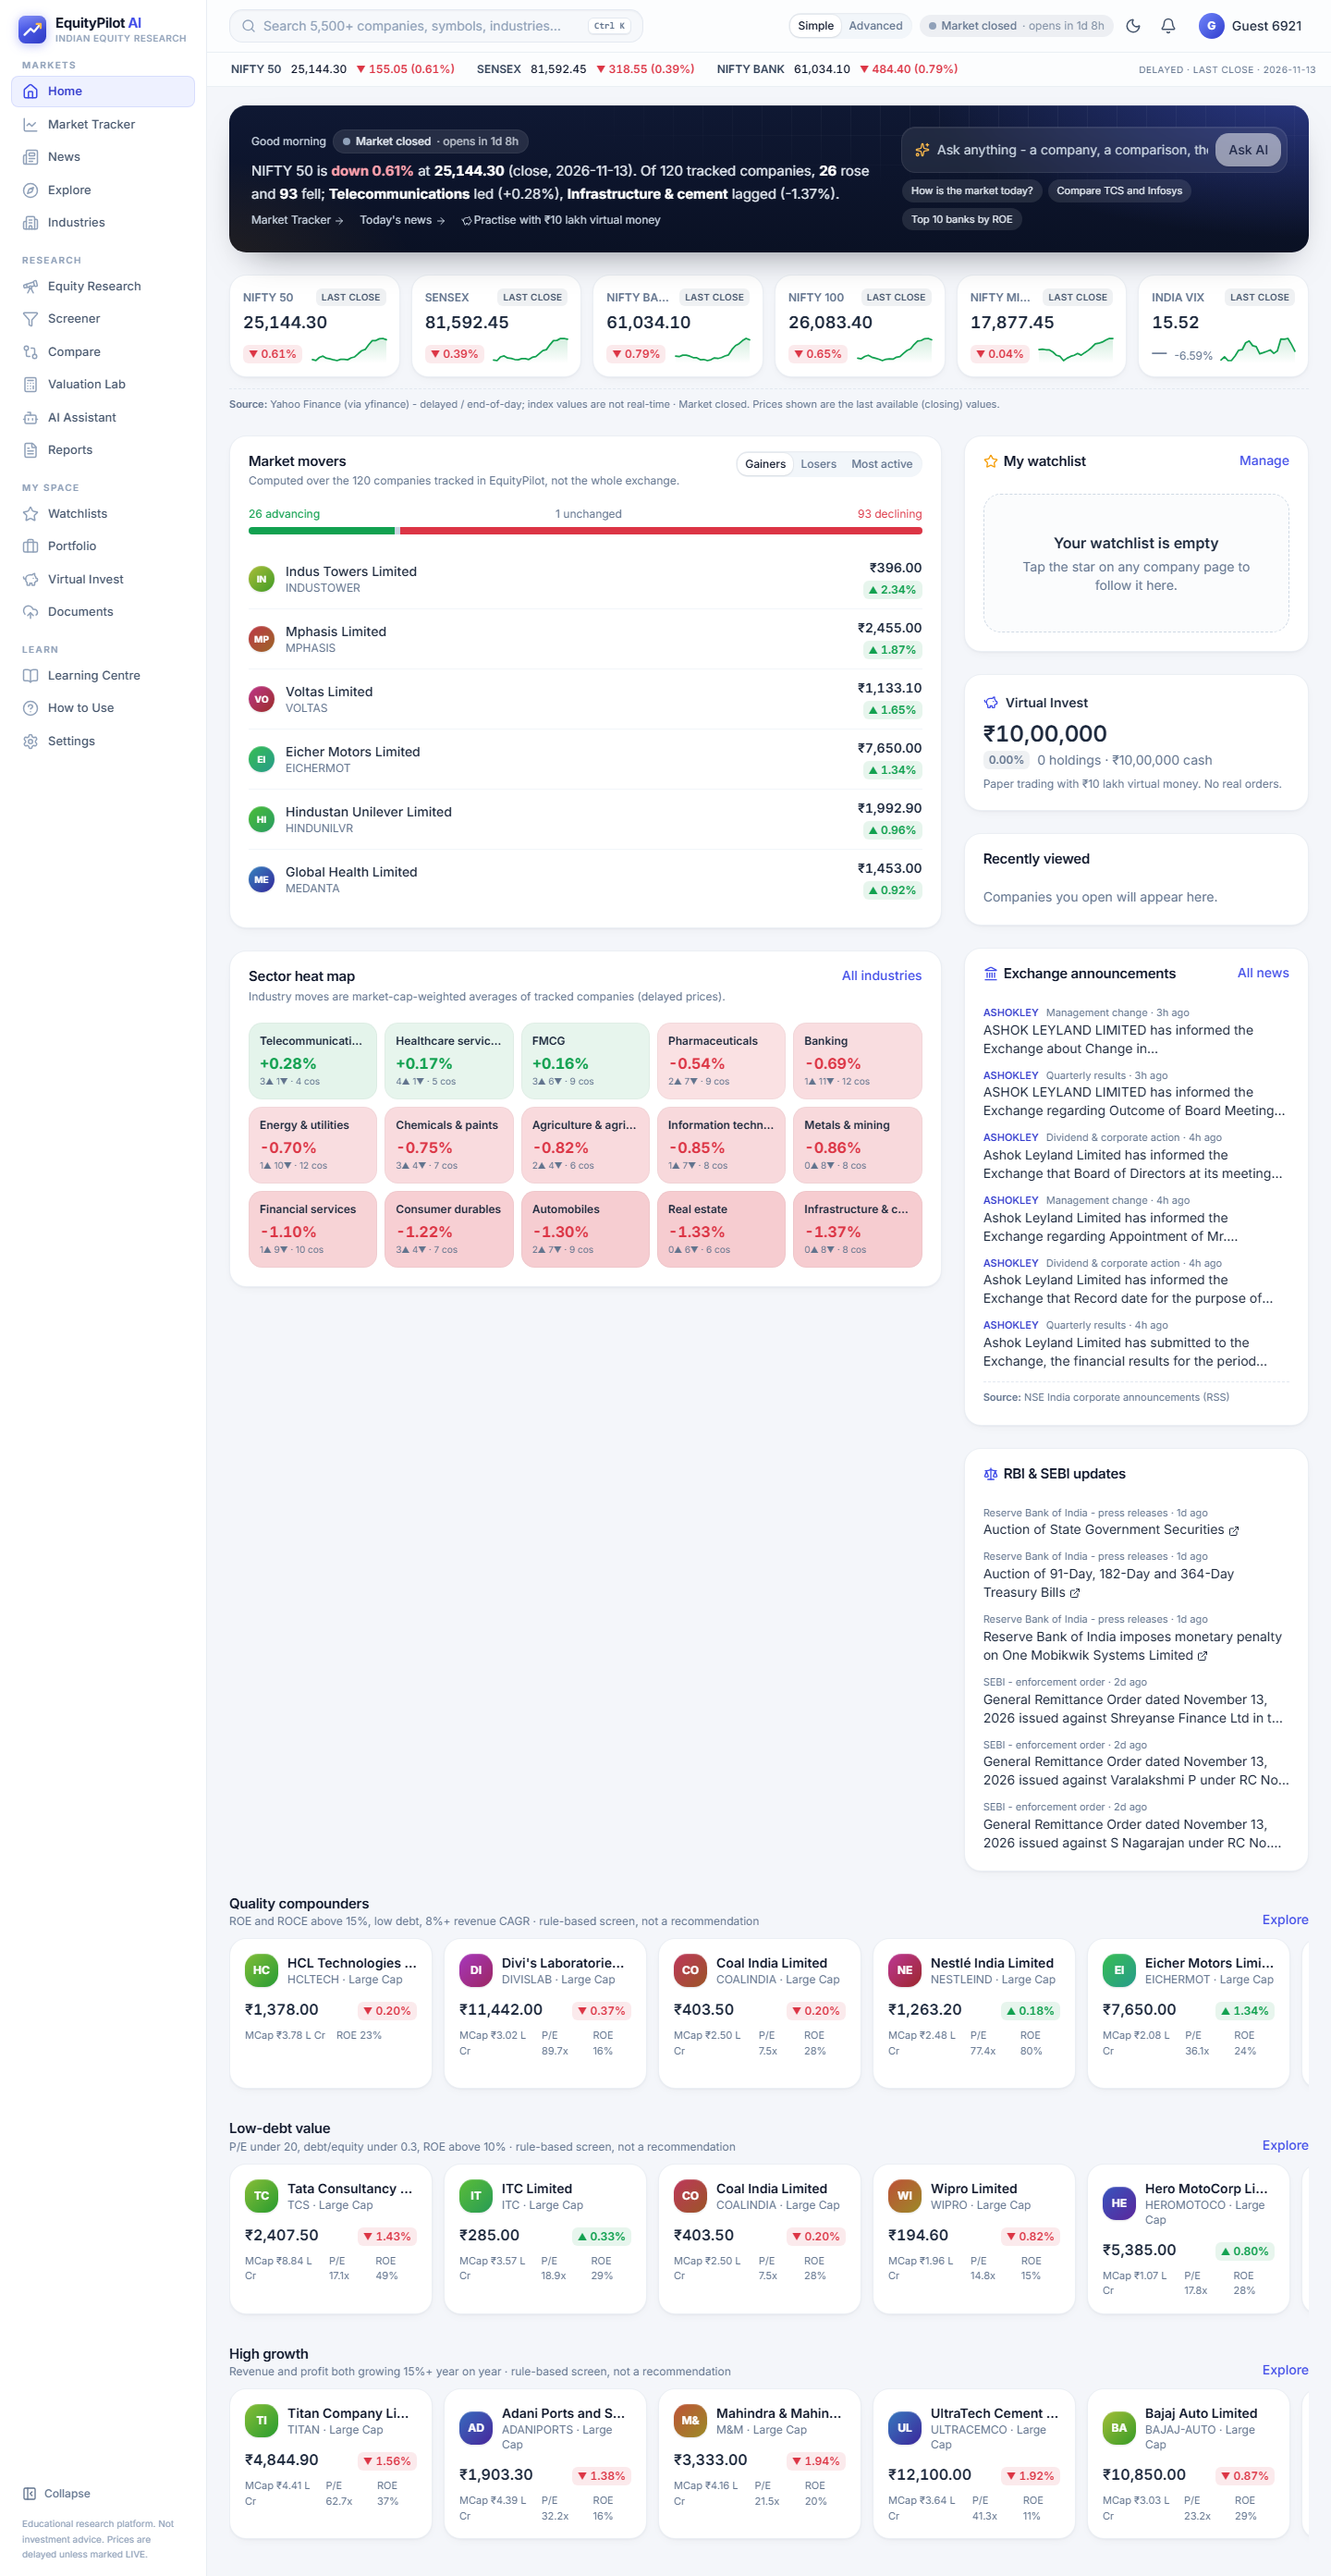 EquityPilot AI
INDIAN EQUITY RESEARCH
MARKETS
Home
Market Tracker
News
Explore
Industries
RESEARCH
Equity Research
Screener
Compare
Valuation Lab
AI Assistant
Reports
MY SPACE
Watchlists
Portfolio
Virtual Invest
Documents
LEARN
Learning Centre
How to Use
Settings
Collapse
Educational research platform. Not
investment advice. Prices are
delayed unless marked LIVE.
Search 5,500+ companies, symbols, industries...
Ctrl K
Simple Advanced
Market closed · opens in 1d 8h
G Guest 6921
NIFTY 50 25,144.30 ▼ 155.05 (0.61%) SENSEX 81,592.45 ▼ 318.55 (0.39%) NIFTY BANK 61,034.10 ▼ 484.40 (0.79%)
DELAYED · LAST CLOSE · 2026-11-13
Good morning Market closed · opens in 1d 8h
NIFTY 50 is down 0.61% at 25,144.30 (close, 2026-11-13). Of 120 tracked companies, 26 rose
and 93 fell; Telecommunications led (+0.28%), Infrastructure & cement lagged (-1.37%).
Market Tracker → Today's news → Practise with ₹10 lakh virtual money
Ask anything - a company, a comparison, the
Ask AI
How is the market today? Compare TCS and Infosys
Top 10 banks by ROE
NIFTY 50 LAST CLOSE
25,144.30
▼ 0.61%
SENSEX LAST CLOSE
81,592.45
▼ 0.39%
NIFTY BA... LAST CLOSE
61,034.10
▼ 0.79%
NIFTY 100 LAST CLOSE
26,083.40
▼ 0.65%
NIFTY MI... LAST CLOSE
17,877.45
▼ 0.04%
INDIA VIX LAST CLOSE
15.52
— -6.59%
Source: Yahoo Finance (via yfinance) - delayed / end-of-day; index values are not real-time · Market closed. Prices shown are the last available (closing) values.
Market movers
Computed over the 120 companies tracked in EquityPilot, not the whole exchange.
Gainers Losers Most active
26 advancing 1 unchanged 93 declining
IN Indus Towers Limited ₹396.00
INDUSTOWER ▲ 2.34%
MP Mphasis Limited ₹2,455.00
MPHASIS ▲ 1.87%
VO Voltas Limited ₹1,133.10
VOLTAS ▲ 1.65%
EI Eicher Motors Limited ₹7,650.00
EICHERMOT ▲ 1.34%
HI Hindustan Unilever Limited ₹1,992.90
HINDUNILVR ▲ 0.96%
ME Global Health Limited ₹1,453.00
MEDANTA ▲ 0.92%
Sector heat map
All industries
Industry moves are market-cap-weighted averages of tracked companies (delayed prices).
Telecommunicati...
+0.28%
3▲ 1▼ · 4 cos
Healthcare servic...
+0.17%
4▲ 1▼ · 5 cos
FMCG
+0.16%
3▲ 6▼ · 9 cos
Pharmaceuticals
-0.54%
2▲ 7▼ · 9 cos
Banking
-0.69%
1▲ 11▼ · 12 cos
Energy & utilities
-0.70%
1▲ 10▼ · 12 cos
Chemicals & paints
-0.75%
3▲ 4▼ · 7 cos
Agriculture & agri...
-0.82%
2▲ 4▼ · 6 cos
Information techn...
-0.85%
1▲ 7▼ · 8 cos
Metals & mining
-0.86%
0▲ 8▼ · 8 cos
Financial services
-1.10%
1▲ 9▼ · 10 cos
Consumer durables
-1.22%
3▲ 4▼ · 7 cos
Automobiles
-1.30%
2▲ 7▼ · 9 cos
Real estate
-1.33%
0▲ 6▼ · 6 cos
Infrastructure & c...
-1.37%
0▲ 8▼ · 8 cos
My watchlist
Manage
Your watchlist is empty
Tap the star on any company page to
follow it here.
Virtual Invest
₹10,00,000
0.00% 0 holdings · ₹10,00,000 cash
Paper trading with ₹10 lakh virtual money. No real orders.
Recently viewed
Companies you open will appear here.
Exchange announcements
All news
ASHOKLEY Management change · 3h ago
ASHOK LEYLAND LIMITED has informed the
Exchange about Change in...
ASHOKLEY Quarterly results · 3h ago
ASHOK LEYLAND LIMITED has informed the
Exchange regarding Outcome of Board Meeting...
ASHOKLEY Dividend & corporate action · 4h ago
Ashok Leyland Limited has informed the
Exchange that Board of Directors at its meeting...
ASHOKLEY Management change · 4h ago
Ashok Leyland Limited has informed the
Exchange regarding Appointment of Mr....
ASHOKLEY Dividend & corporate action · 4h ago
Ashok Leyland Limited has informed the
Exchange that Record date for the purpose of...
ASHOKLEY Quarterly results · 4h ago
Ashok Leyland Limited has submitted to the
Exchange, the financial results for the period...
Source: NSE India corporate announcements (RSS)
RBI & SEBI updates
Reserve Bank of India - press releases · 1d ago
Auction of State Government Securities
Reserve Bank of India - press releases · 1d ago
Auction of 91-Day, 182-Day and 364-Day
Treasury Bills
Reserve Bank of India - press releases · 1d ago
Reserve Bank of India imposes monetary penalty
on One Mobikwik Systems Limited
SEBI - enforcement order · 2d ago
General Remittance Order dated November 13,
2026 issued against Shreyanse Finance Ltd in t...
SEBI - enforcement order · 2d ago
General Remittance Order dated November 13,
2026 issued against Varalakshmi P under RC No...
SEBI - enforcement order · 2d ago
General Remittance Order dated November 13,
2026 issued against S Nagarajan under RC No....
Quality compounders
ROE and ROCE above 15%, low debt, 8%+ revenue CAGR · rule-based screen, not a recommendation
Explore
HC HCL Technologies ...
HCLTECH · Large Cap
₹1,378.00 ▼ 0.20%
MCap ₹3.78 L Cr ROE 23%
DI Divi's Laboratorie...
DIVISLAB · Large Cap
₹11,442.00 ▼ 0.37%
MCap ₹3.02 L P/E ROE
Cr 89.7x 16%
CO Coal India Limited
COALINDIA · Large Cap
₹403.50 ▼ 0.20%
MCap ₹2.50 L P/E ROE
Cr 7.5x 28%
NE Nestlé India Limited
NESTLEIND · Large Cap
₹1,263.20 ▲ 0.18%
MCap ₹2.48 L P/E ROE
Cr 77.4x 80%
EI Eicher Motors Limi...
EICHERMOT · Large Cap
₹7,650.00 ▲ 1.34%
MCap ₹2.08 L P/E ROE
Cr 36.1x 24%
Low-debt value
P/E under 20, debt/equity under 0.3, ROE above 10% · rule-based screen, not a recommendation
Explore
TC Tata Consultancy ...
TCS · Large Cap
₹2,407.50 ▼ 1.43%
MCap ₹8.84 L P/E ROE
Cr 17.1x 49%
IT ITC Limited
ITC · Large Cap
₹285.00 ▲ 0.33%
MCap ₹3.57 L P/E ROE
Cr 18.9x 29%
CO Coal India Limited
COALINDIA · Large Cap
₹403.50 ▼ 0.20%
MCap ₹2.50 L P/E ROE
Cr 7.5x 28%
WI Wipro Limited
WIPRO · Large Cap
₹194.60 ▼ 0.82%
MCap ₹1.96 L P/E ROE
Cr 14.8x 15%
HE Hero MotoCorp Li...
HEROMOTOCO · Large
Cap
₹5,385.00 ▲ 0.80%
MCap ₹1.07 L P/E ROE
Cr 17.8x 28%
High growth
Revenue and profit both growing 15%+ year on year · rule-based screen, not a recommendation
Explore
TI Titan Company Li...
TITAN · Large Cap
₹4,844.90 ▼ 1.56%
MCap ₹4.41 L P/E ROE
Cr 62.7x 37%
AD Adani Ports and S...
ADANIPORTS · Large
Cap
₹1,903.30 ▼ 1.38%
MCap ₹4.39 L P/E ROE
Cr 32.2x 16%
M& Mahindra & Mahin...
M&M · Large Cap
₹3,333.00 ▼ 1.94%
MCap ₹4.16 L P/E ROE
Cr 21.5x 20%
UL UltraTech Cement ...
ULTRACEMCO · Large
Cap
₹12,100.00 ▼ 1.92%
MCap ₹3.64 L P/E ROE
Cr 41.3x 11%
BA Bajaj Auto Limited
BAJAJ-AUTO · Large
Cap
₹10,850.00 ▼ 0.87%
MCap ₹3.03 L P/E ROE
Cr 23.2x 29%